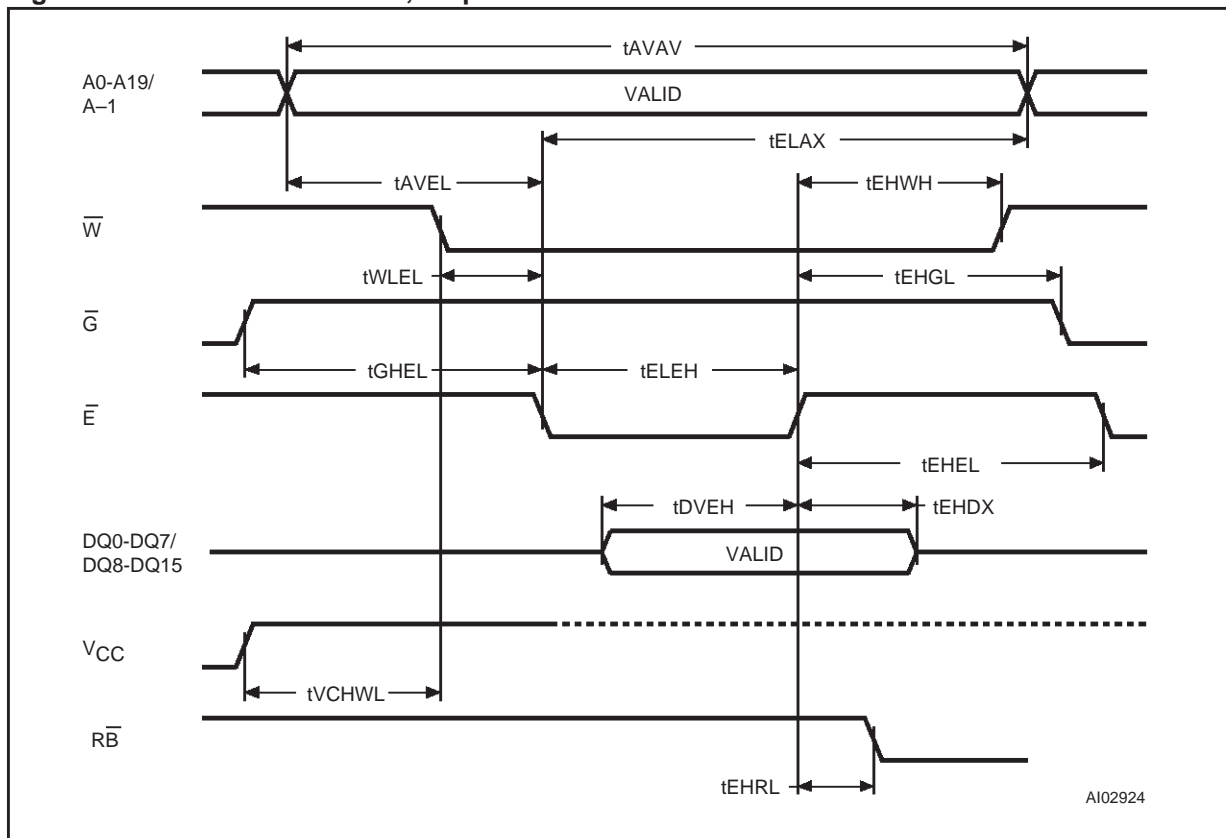 tAVAV
A0-A19/
A–1
VALID
tELAX
tAVEL
tEHWH
W̅
tWLEL
tEHGL
G̅
tGHEL
tELEH
E̅
tEHEL
tDVEH
tEHDX
DQ0-DQ7/
DQ8-DQ15
VALID
VCC
tVCHWL
RB̅
tEHRL
AI02924